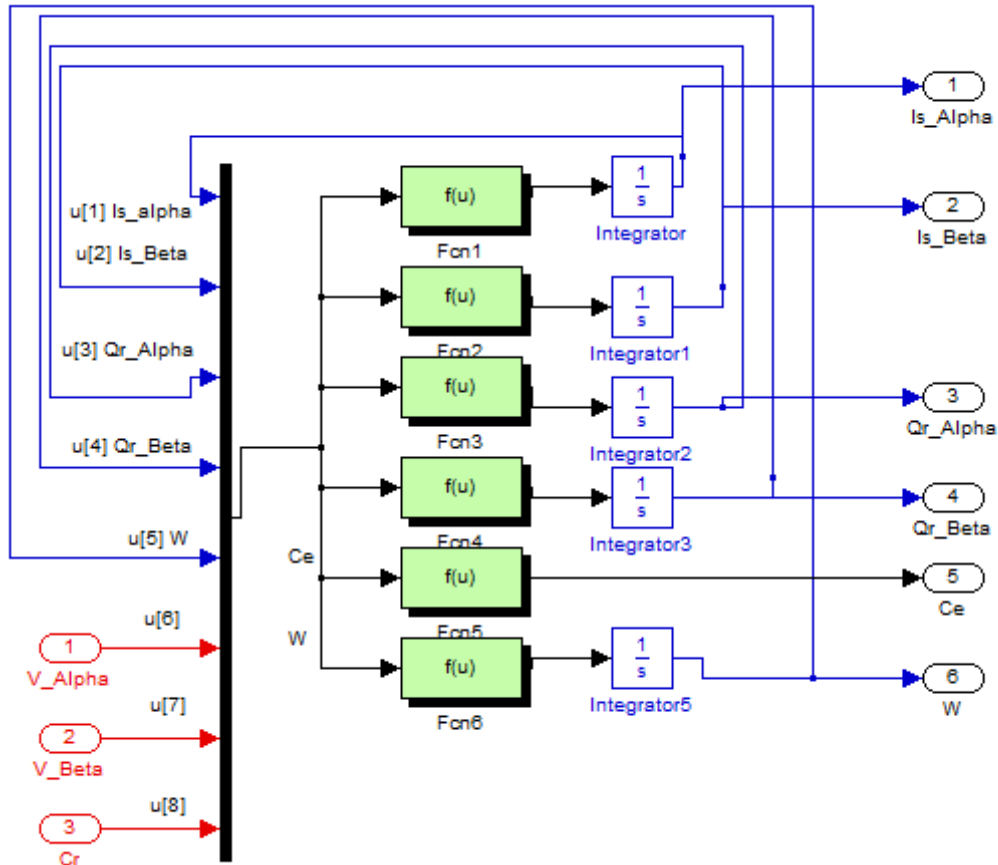 1
Is_Alpha
u[1] Is_alpha
f(u)
Fcn1
1
s
Integrator
2
Is_Beta
u[2] Is_Beta
f(u)
Fcn2
1
s
Integrator1
u[3] Qr_Alpha
f(u)
Fcn3
1
s
Integrator2
3
Qr_Alpha
u[4] Qr_Beta
f(u)
Fcn4
1
s
Integrator3
4
Qr_Beta
u[5] W
Ce
f(u)
Fcn5
5
Ce
u[6]
1
V_Alpha
W
f(u)
Fcn6
1
s
Integrator5
6
W
u[7]
2
V_Beta
u[8]
3
Cr